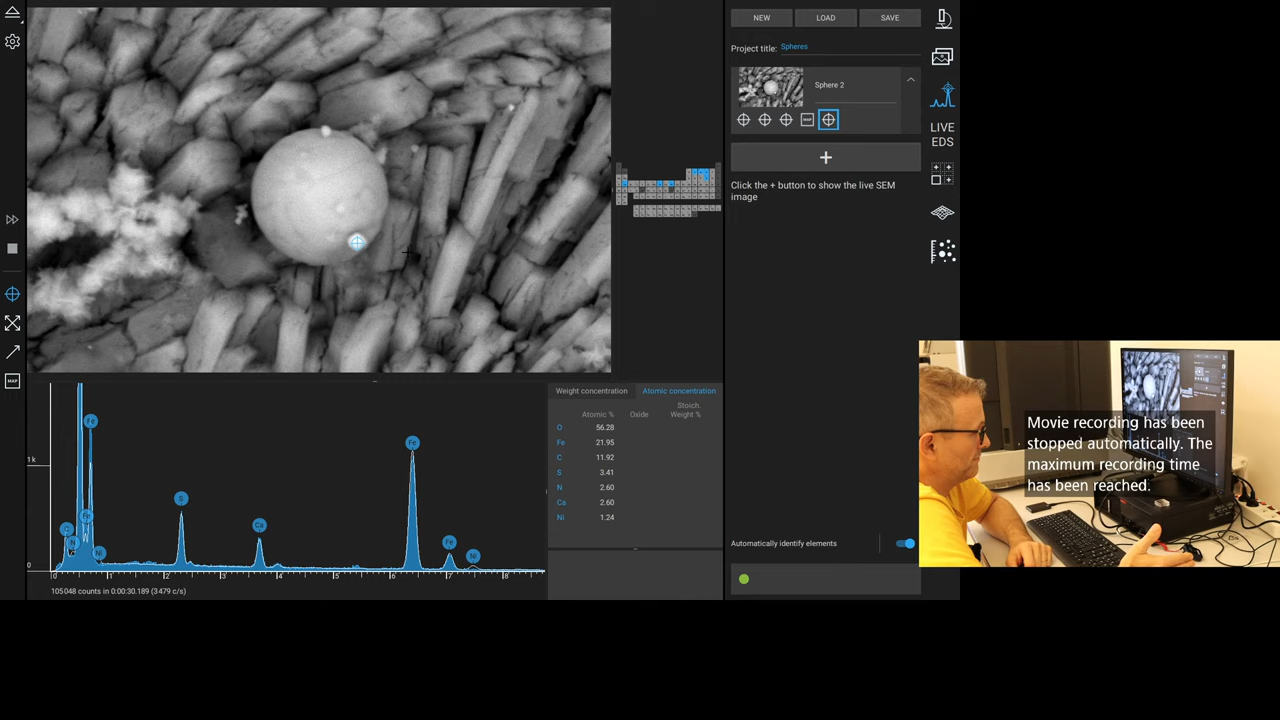 NEW
LOAD
SAVE
Project title: Spheres
Sphere 2
MAP
Click the + button to show the live SEM
image
LIVE
EDS
MAP
Weight concentration
Atomic concentration
Atomic %
Oxide
Stoich.
Weight %
O 56.28
Fe 21.95
C 11.92
S 3.41
N 2.60
Ca 2.60
Ni 1.24
1k
0
Fe
Fe
C
N
Ni
S
Ca
Fe
Fe
Ni
0 1 2 3 4 5 6 7 8
105048 counts in 0:00:30.189 (3479 c/s)
Automatically identify elements
Movie recording has been
stopped automatically. The
maximum recording time
has been reached.